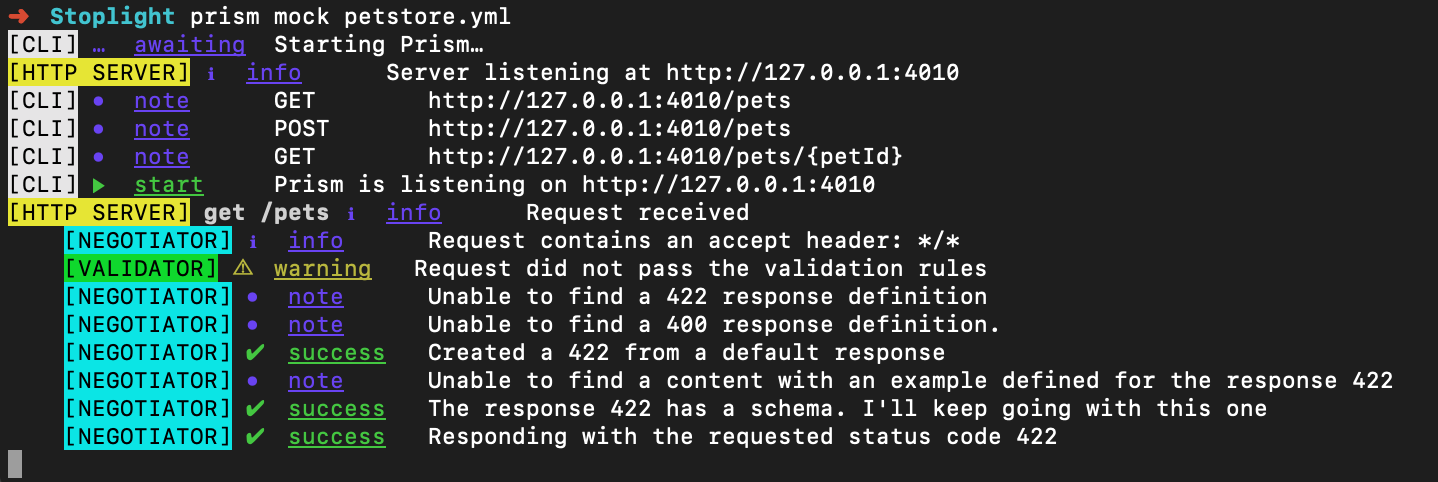 ➜ Stoplight prism mock petstore.yml
[CLI] … awaiting Starting Prism…
[HTTP SERVER] ℹ info Server listening at http://127.0.0.1:4010
[CLI] ● note GET http://127.0.0.1:4010/pets
[CLI] ● note POST http://127.0.0.1:4010/pets
[CLI] ● note GET http://127.0.0.1:4010/pets/{petId}
[CLI] ▶ start Prism is listening on http://127.0.0.1:4010
[HTTP SERVER] get /pets ℹ info Request received
[NEGOTIATOR] ℹ info Request contains an accept header: */*
[VALIDATOR] ⚠ warning Request did not pass the validation rules
[NEGOTIATOR] ● note Unable to find a 422 response definition
[NEGOTIATOR] ● note Unable to find a 400 response definition.
[NEGOTIATOR] ✔ success Created a 422 from a default response
[NEGOTIATOR] ● note Unable to find a content with an example defined for the response 422
[NEGOTIATOR] ✔ success The response 422 has a schema. I'll keep going with this one
[NEGOTIATOR] ✔ success Responding with the requested status code 422